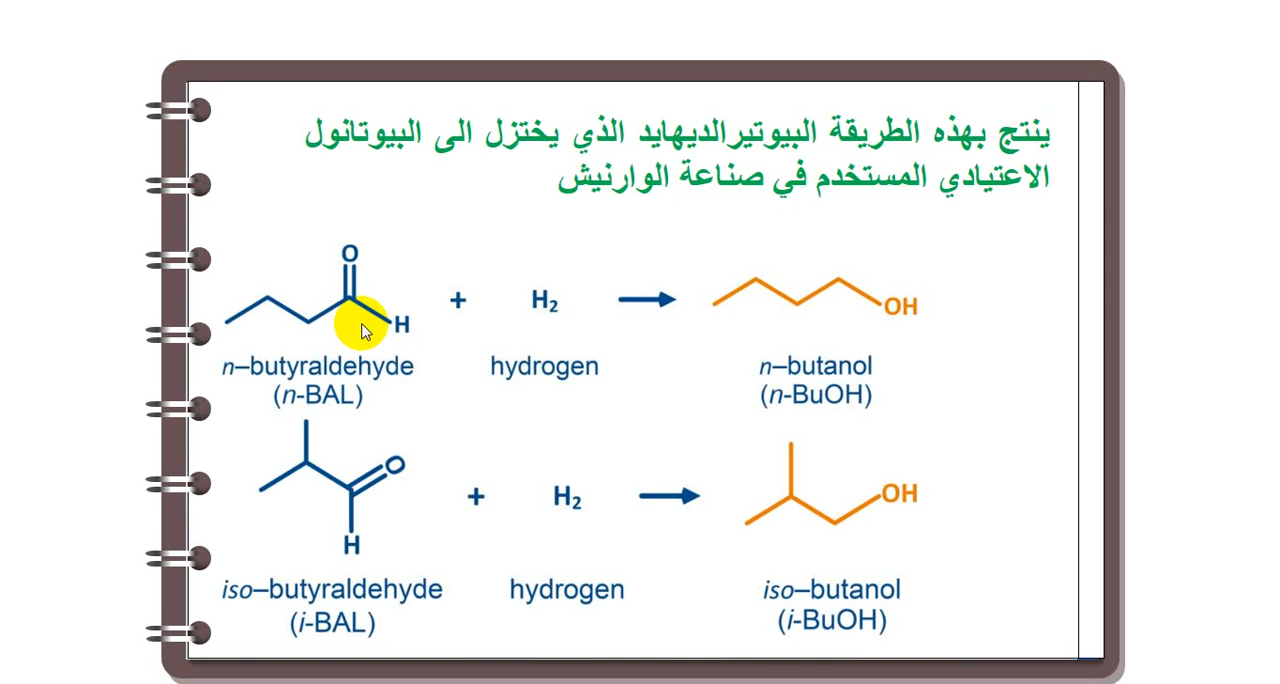 ينتج بهذه الطريقة البيوتيرالديهايد الذي يختزل الى البيوتانول
الاعتيادي المستخدم في صناعة الوارنيش
O
H
+ H₂
OH
n–butyraldehyde hydrogen n–butanol
(n-BAL) (n-BuOH)
O
H
+ H₂
OH
iso–butyraldehyde hydrogen iso–butanol
(i-BAL) (i-BuOH)